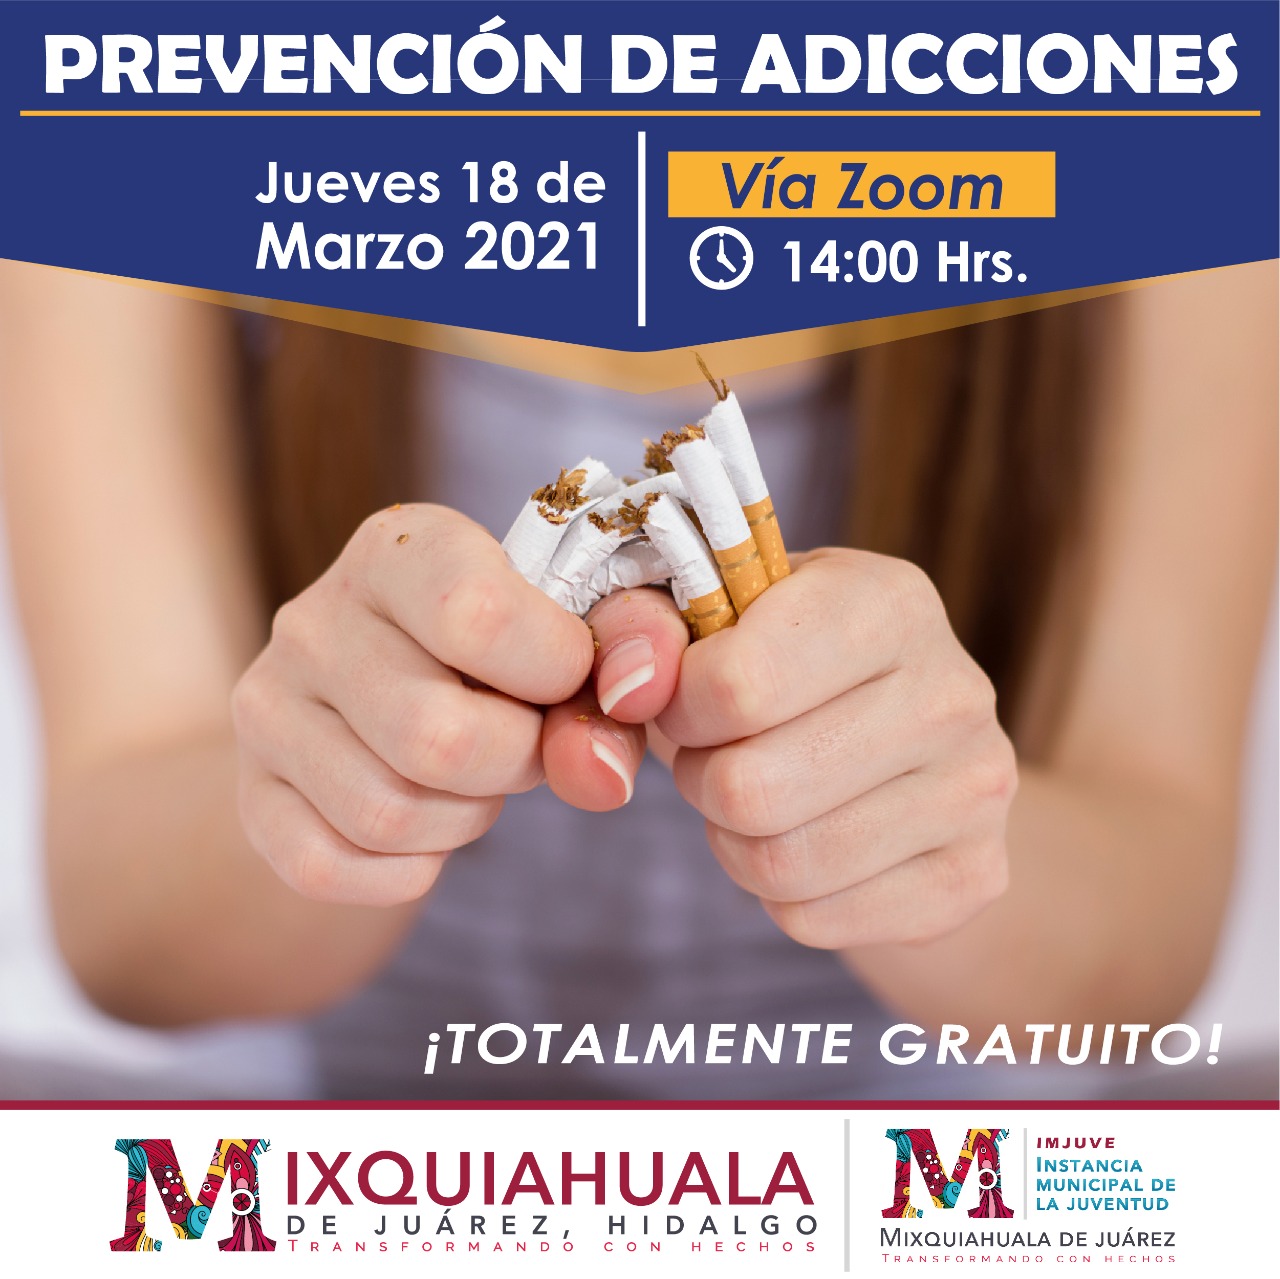 PREVENCIÓN DE ADICCIONES
Jueves 18 de
Marzo 2021
Vía Zoom
14:00 Hrs.
¡TOTALMENTE GRATUITO!
MIXQUIAHUALA
DE JUÁREZ, HIDALGO
TRANSFORMANDO CON HECHOS
IMJUVE
INSTANCIA
MUNICIPAL DE
LA JUVENTUD
MIXQUIAHUALA DE JUÁREZ
TRANSFORMANDO CON HECHOS